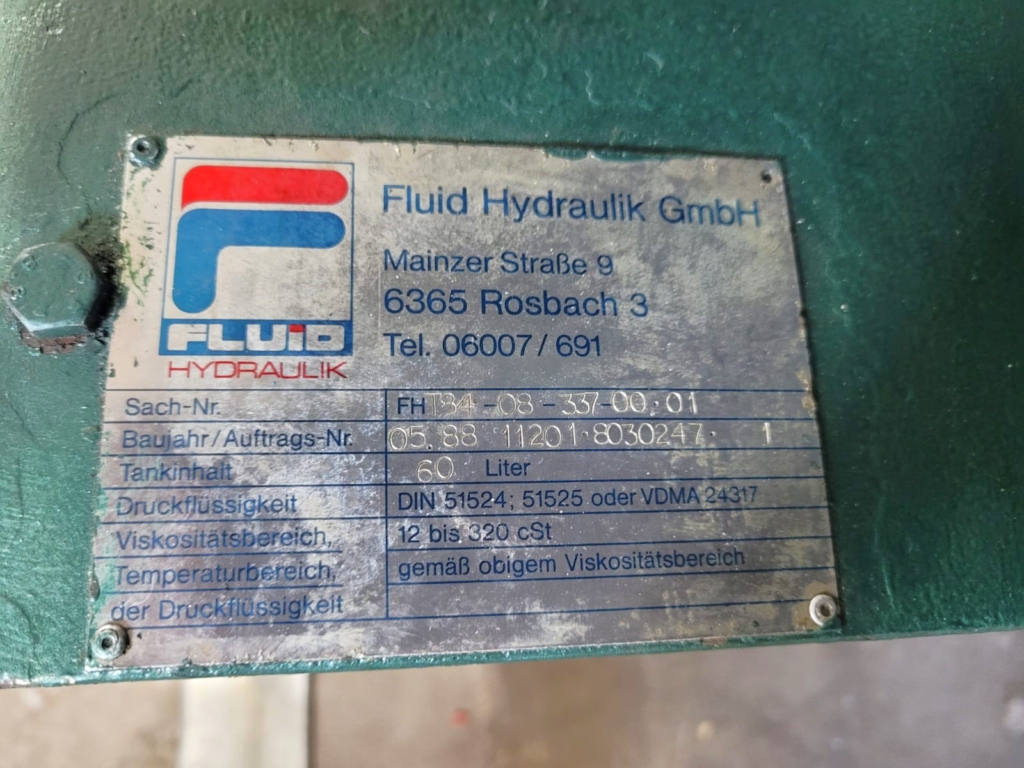 FLUiD
HYDRAULIK
Fluid Hydraulik GmbH
Mainzer Straße 9
6365 Rosbach 3
Tel. 06007/691
Sach-Nr. FHT84-08-337-00.01
Baujahr/Auftrags-Nr. 05.88 11201.8030247. 1
Tankinhalt 60 Liter
Druckflüssigkeit DIN 51524; 51525 oder VDMA 24317
Viskositätsbereich, 12 bis 320 cSt
Temperaturbereich, gemäß obigem Viskositätsbereich
der Druckflüssigkeit